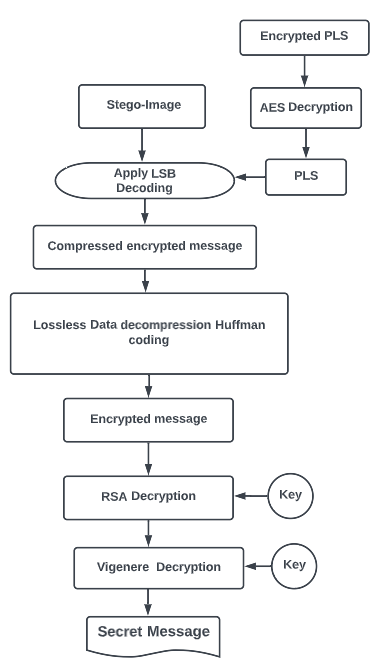 Encrypted PLS
Stego-Image
AES Decryption
Apply LSB
Decoding
PLS
Compressed encrypted message
Lossless Data decompression Huffman
coding
Encrypted message
RSA Decryption
Key
Vigenere Decryption
Key
Secret Message